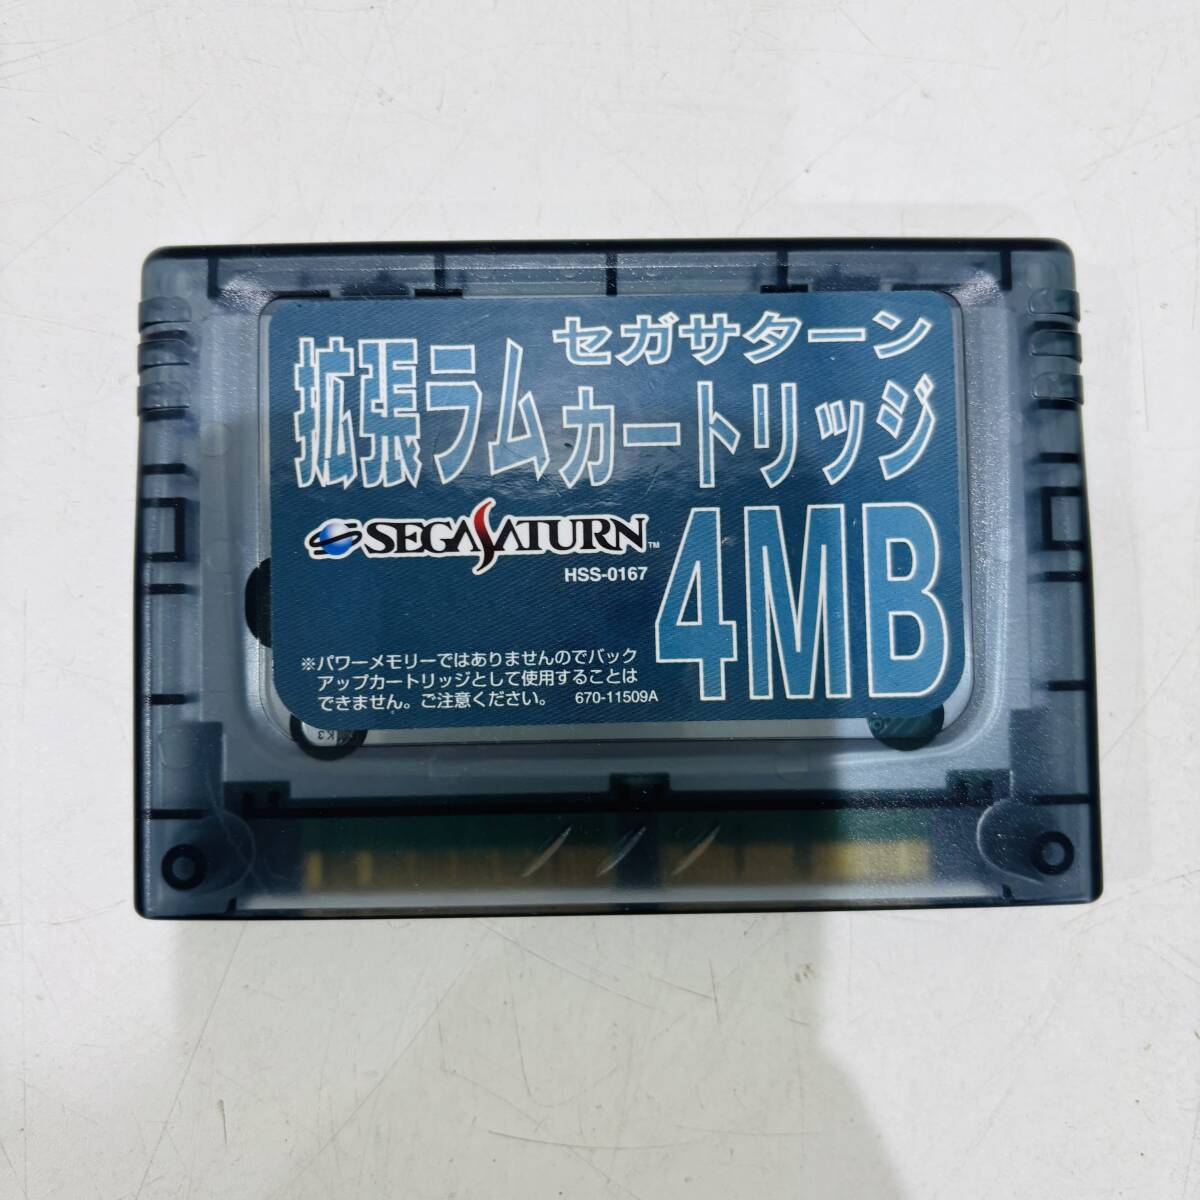 セガサターン
拡張ラムカートリッジ
SEGASATURN™
HSS-0167
4MB
※パワーメモリーではありませんのでバック
アップカートリッジとして使用することは
できません。ご注意ください。 670-11509A
K3